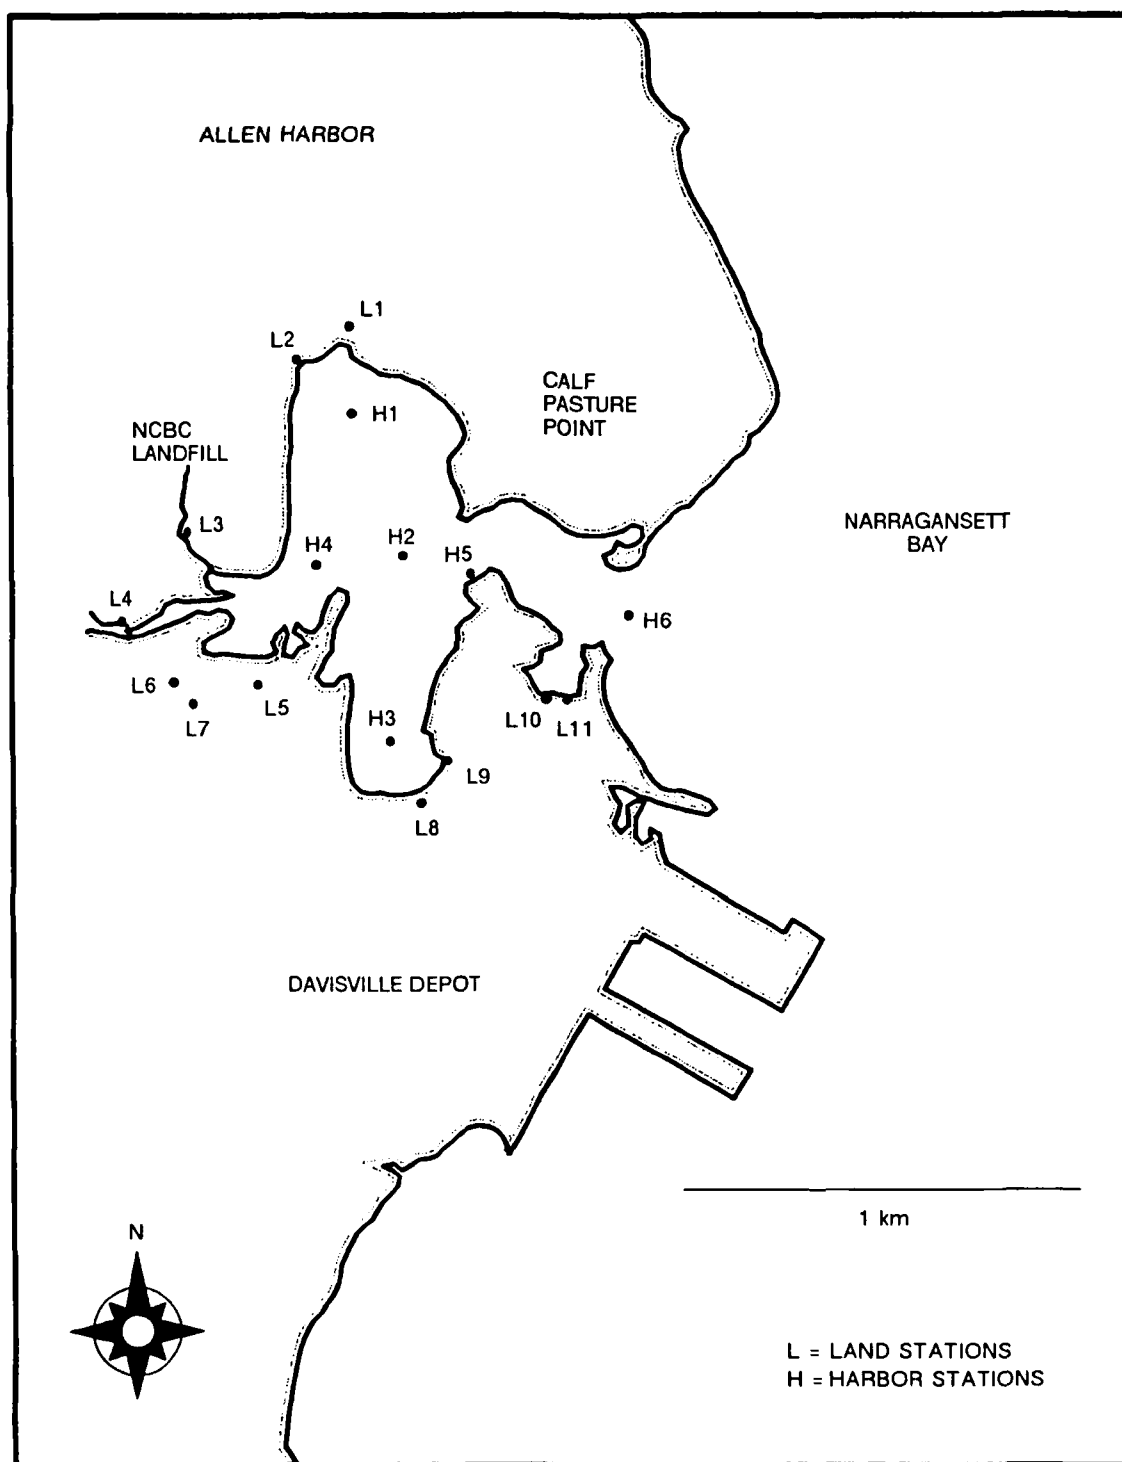 ALLEN HARBOR
L1
L2
CALF
PASTURE
POINT
H1
NCBC
LANDFILL
L3
NARRAGANSETT
BAY
H2
H4
H5
L4
H6
L6
L5
L10
L11
L7
H3
L9
L8
DAVISVILLE DEPOT
1 km
N
L = LAND STATIONS
H = HARBOR STATIONS